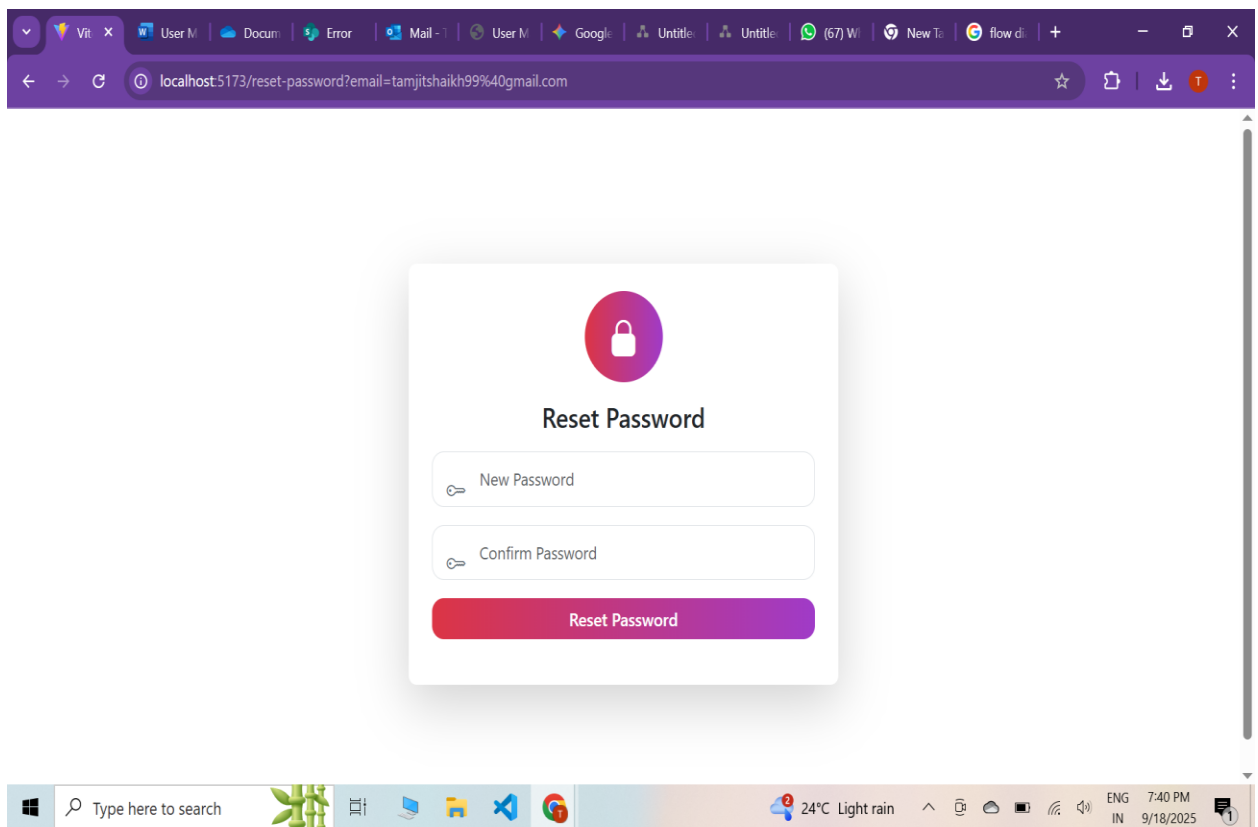 Vit User M Docum Error Mail - T User M Google Untitle Untitle (67) W New Ta flow di
localhost:5173/reset-password?email=tamjitshaikh99%40gmail.com T
Reset Password
New Password
Confirm Password
Reset Password
Type here to search 2 24°C Light rain ENG 7:40 PM
IN 9/18/2025 1